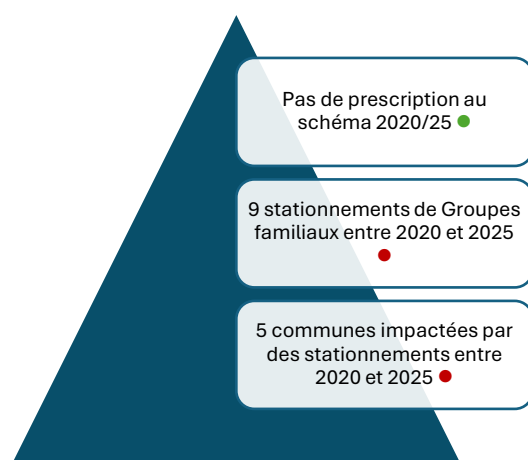 Pas de prescription au
schéma 2020/25
9 stationnements de Groupes
familiaux entre 2020 et 2025
5 communes impactées par
des stationnements entre
2020 et 2025